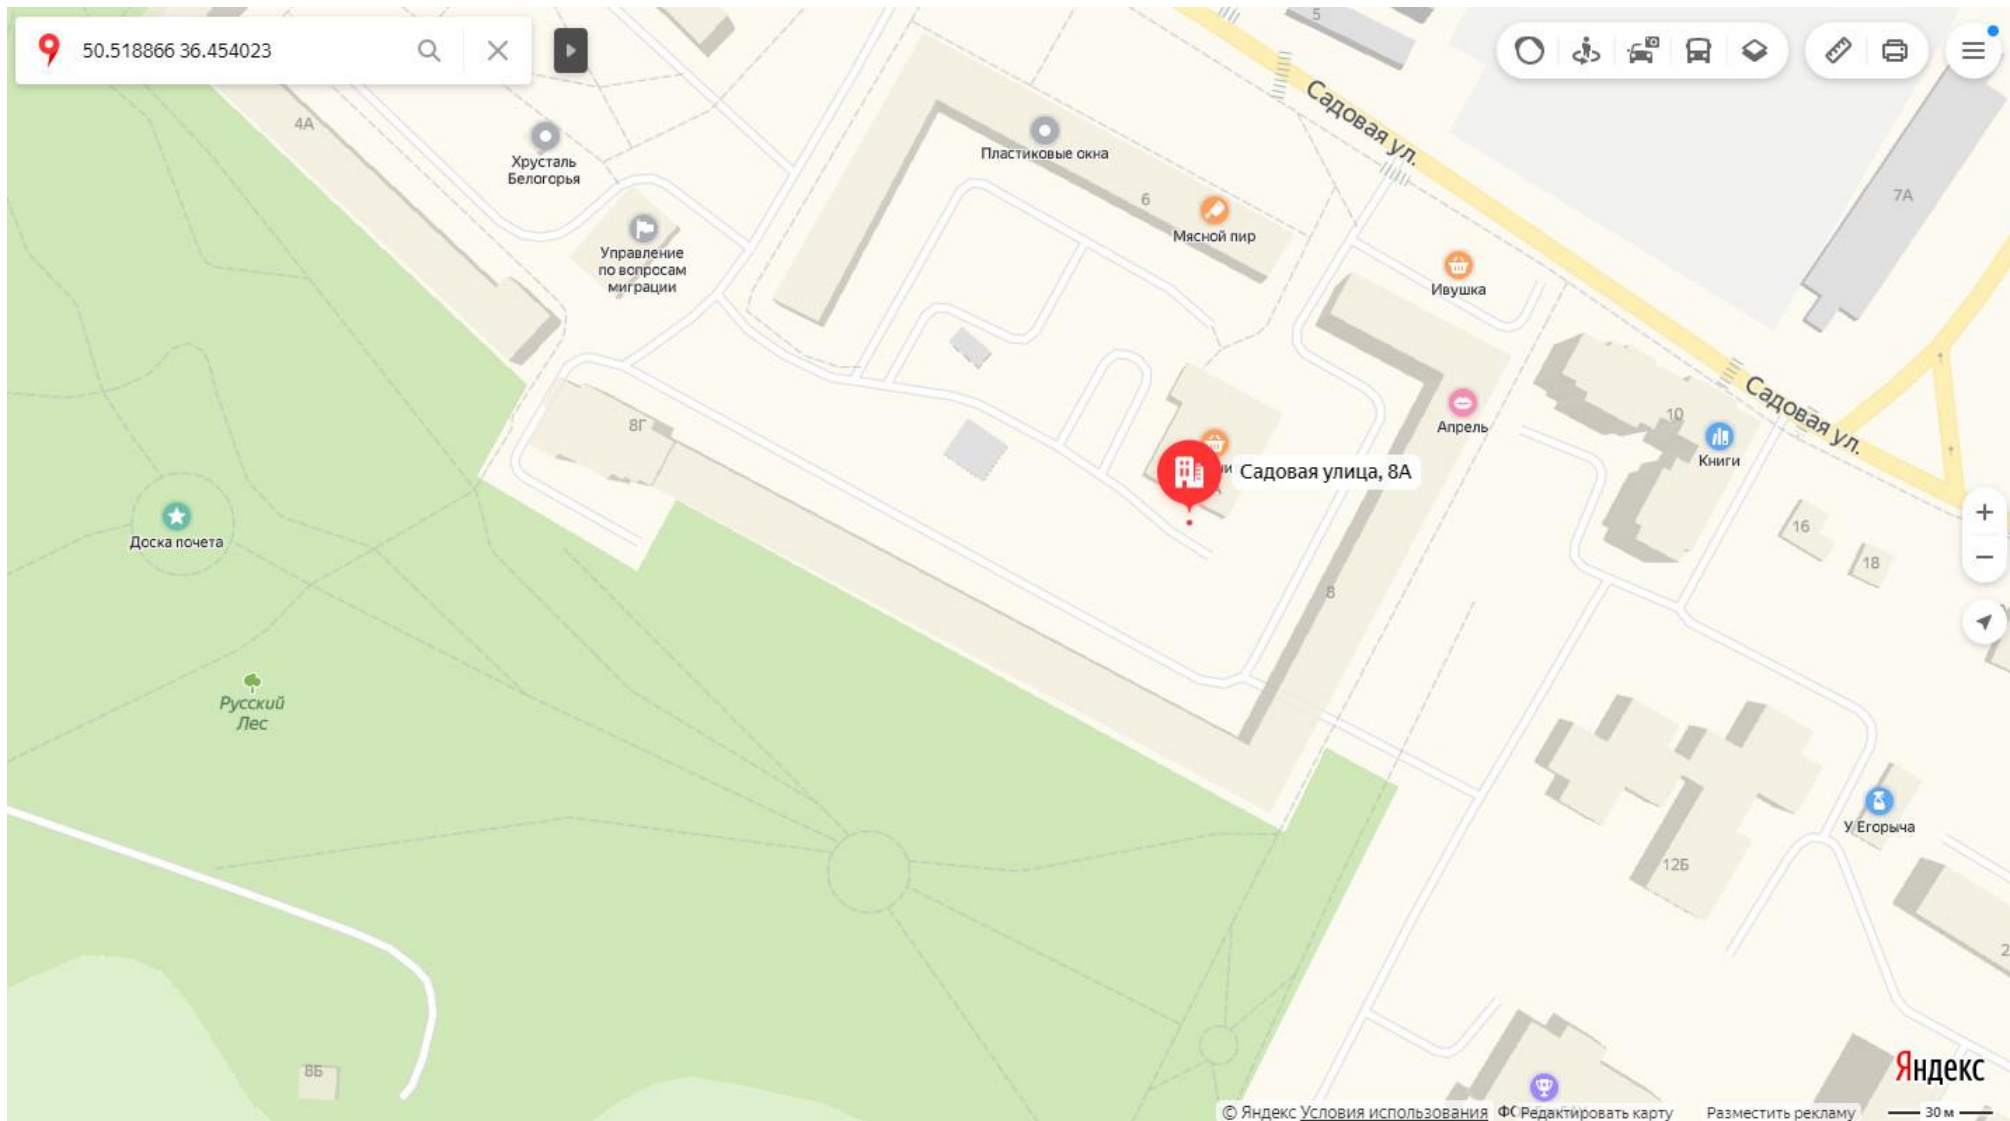 5
50.518866 36.454023
4А
Хрусталь
Белогорья
Пластиковые окна
Садовая ул.
6
7А
Мясной пир
Управление
по вопросам
миграции
Ивушка
8Г
Апрель
10
Книги
Садовая ул.
Садовая улица, 8А
Доска почета
16
18
8
Русский
Лес
У Егорыча
12Б
2
8Б
Яндекс
© Яндекс Условия использования
Редактировать карту
Разместить рекламу
30 м